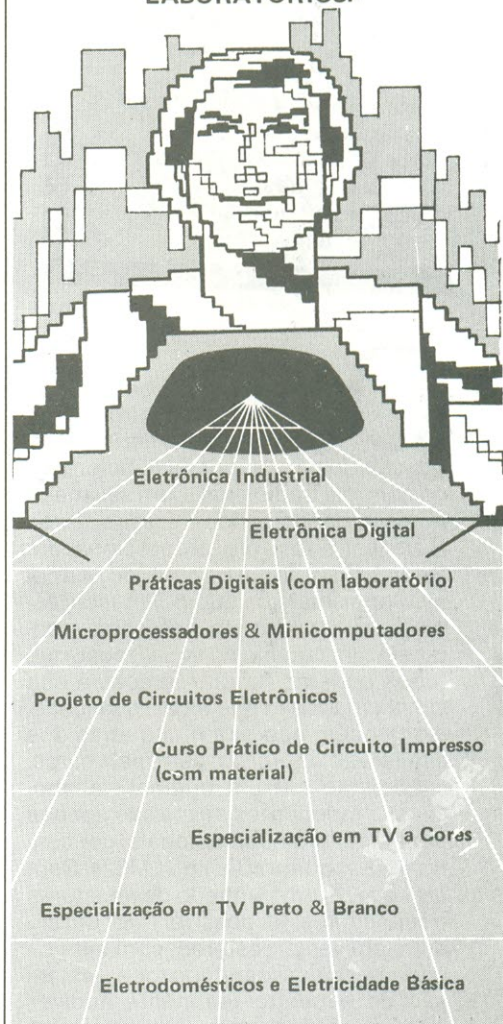 LABORATÓRIOS.
Eletrônica Industrial
Eletrônica Digital
Práticas Digitais (com laboratório)
Microprocessadores & Minicomputadores
Projeto de Circuitos Eletrônicos
Curso Prático de Circuito Impresso
(com material)
Especialização em TV a Cores
Especialização em TV Preto & Branco
Eletrodomésticos e Eletricidade Básica